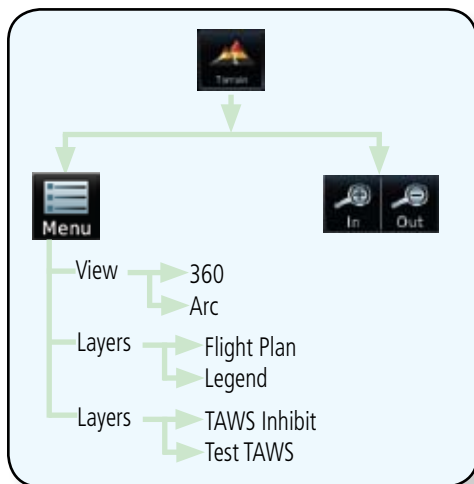 Terrain
Menu
In Out
View
360
Arc
Layers
Flight Plan
Legend
Layers
TAWS Inhibit
Test TAWS